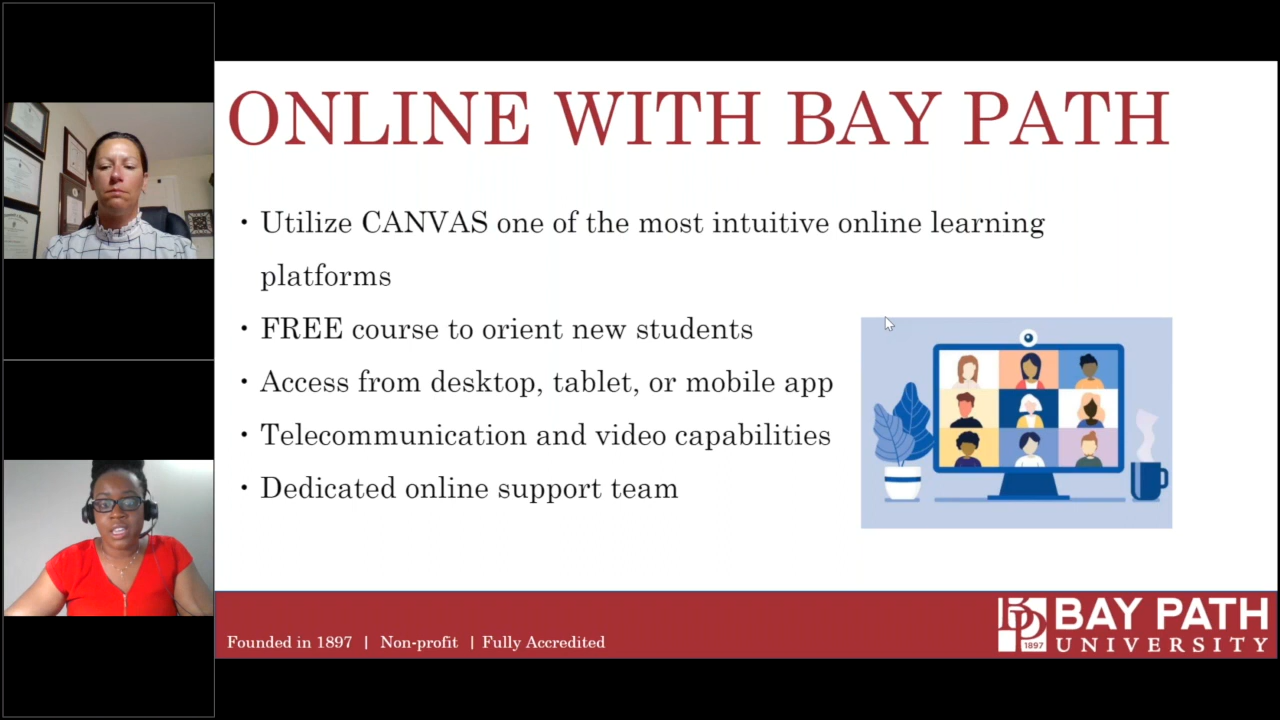 ONLINE WITH BAY PATH
• Utilize CANVAS one of the most intuitive online learning
platforms
• FREE course to orient new students
• Access from desktop, tablet, or mobile app
• Telecommunication and video capabilities
• Dedicated online support team
Founded in 1897 | Non-profit | Fully Accredited
1897
BAY PATH
UNIVERSITY